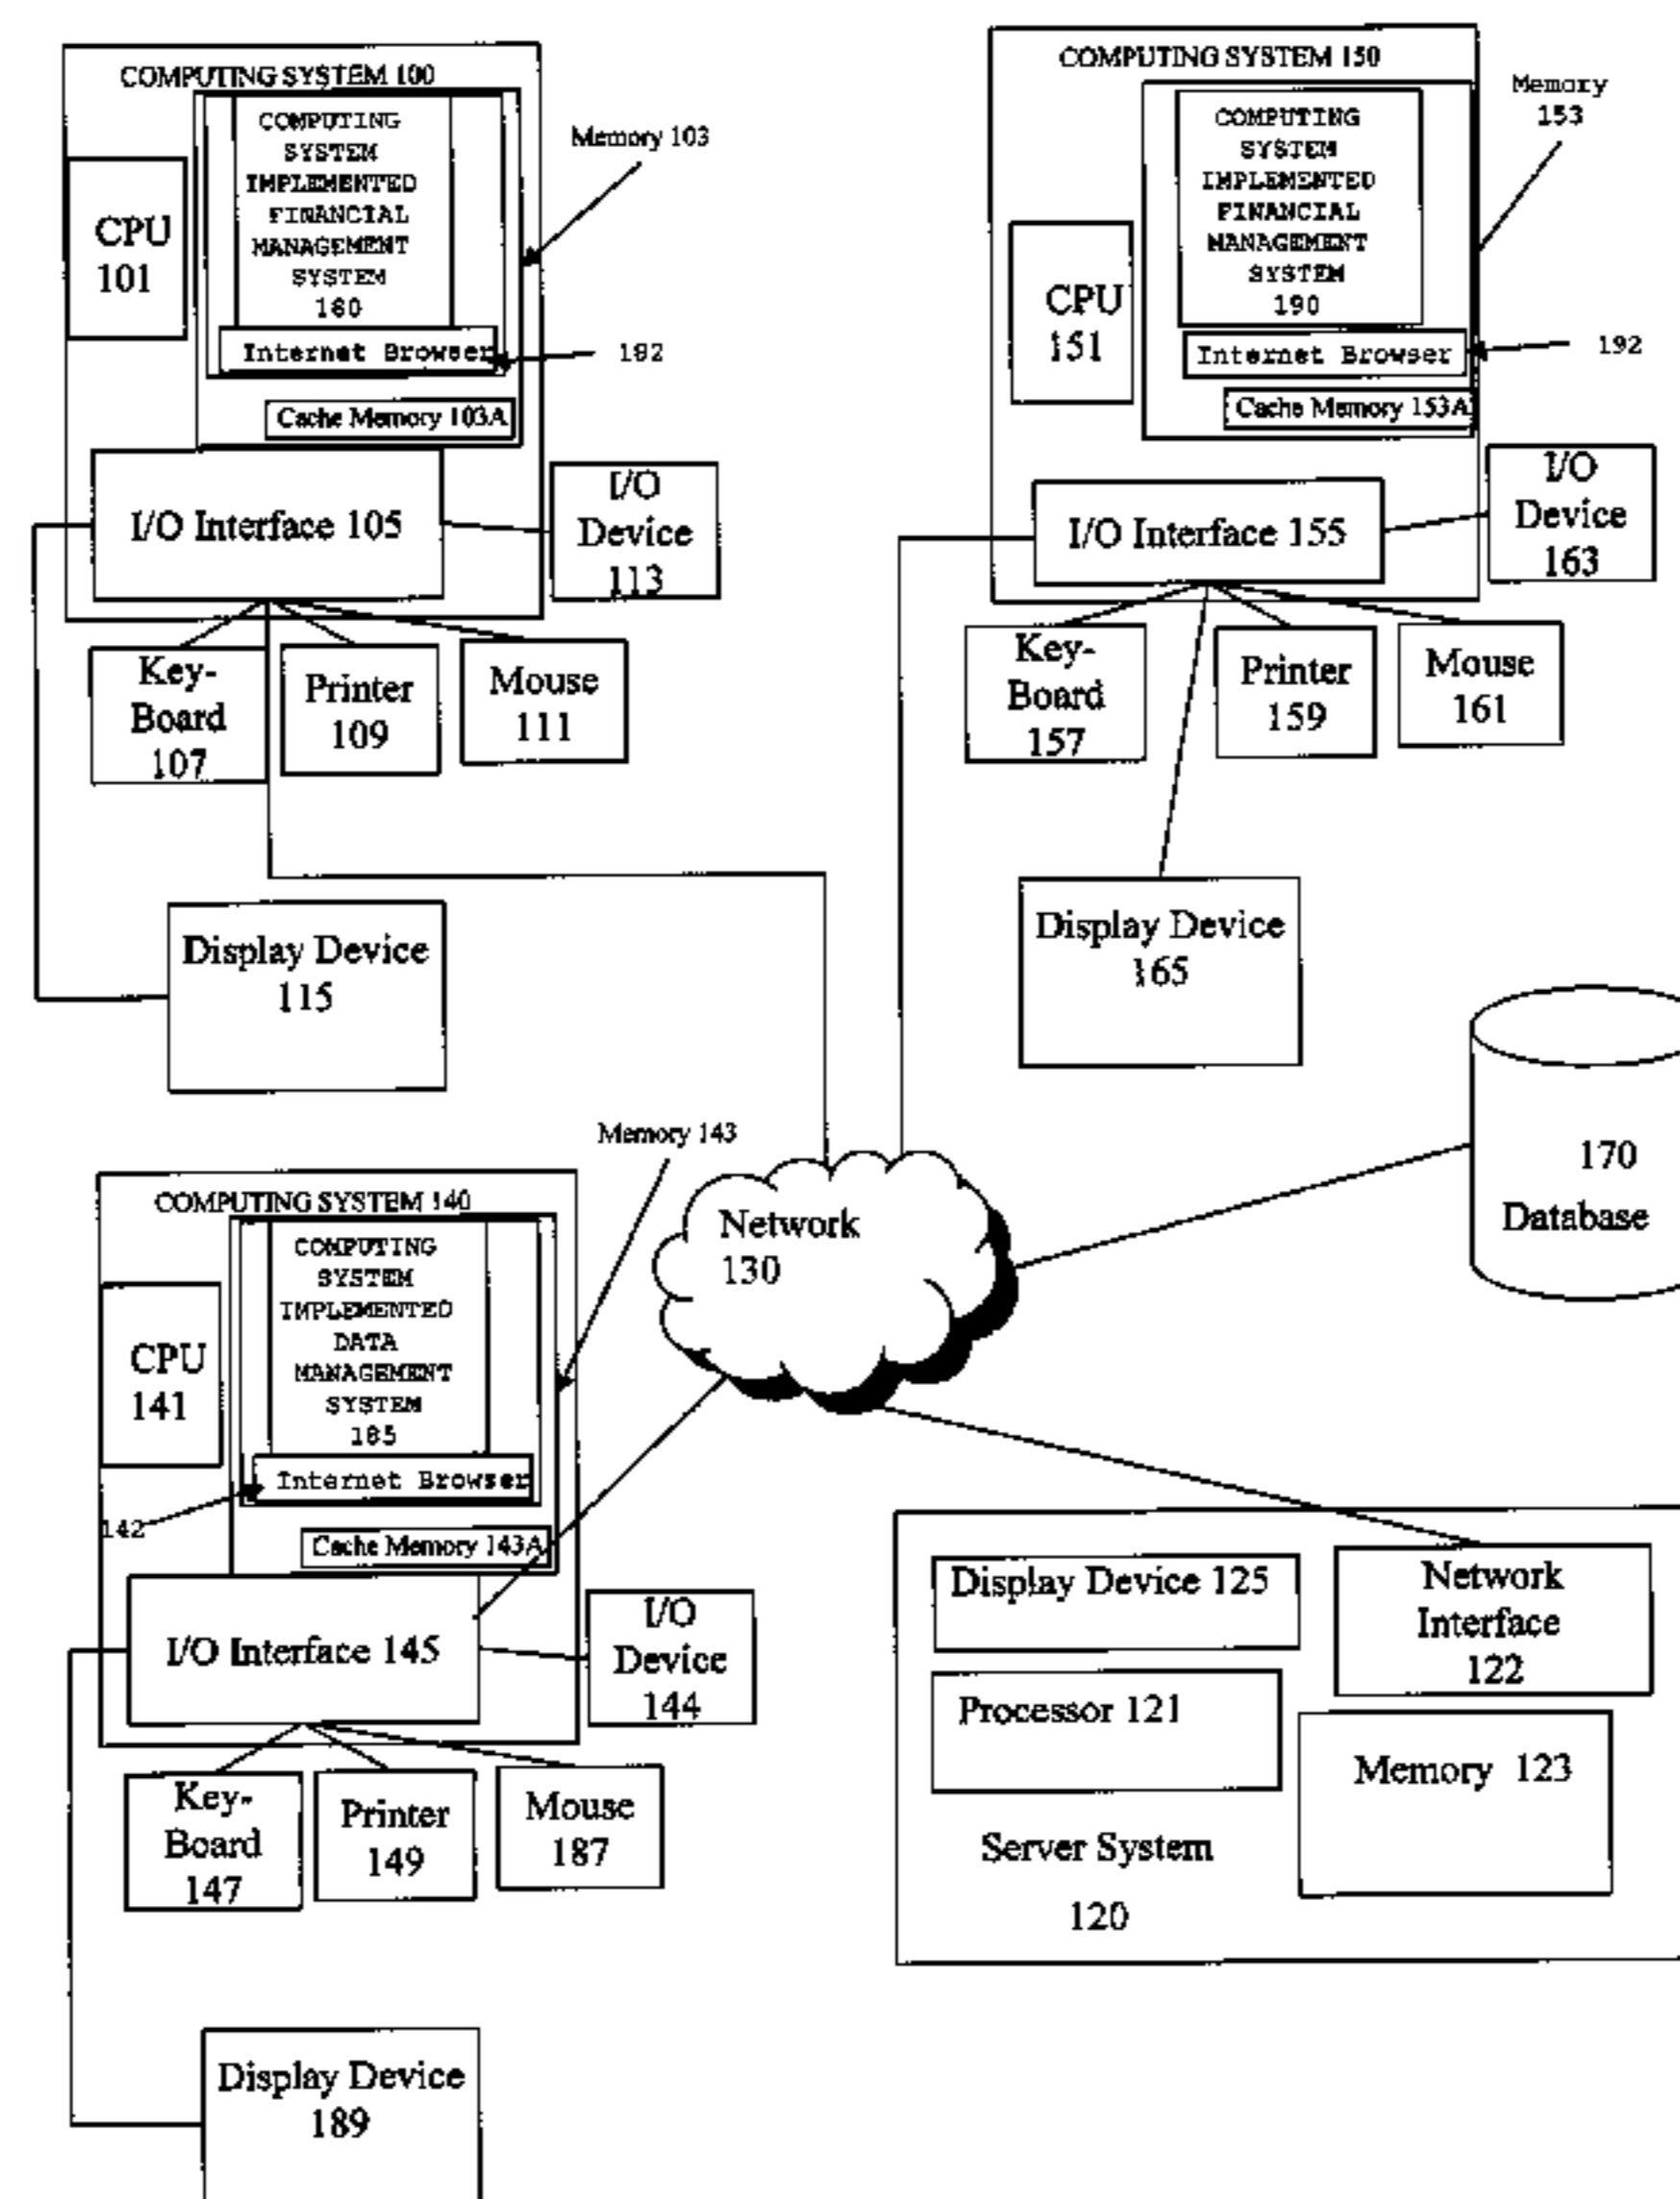 COMPUTING SYSTEM 100
COMPUTING
SYSTEM
IMPLEMENTED
FINANCIAL
MANAGEMENT
SYSTEM
180
Internet Browser
182
Cache Memory 103A
Memory 103
CPU
101
I/O Interface 105
I/O
Device
113
Key-
Board
107
Printer
109
Mouse
111
Display Device
115
COMPUTING SYSTEM 150
COMPUTING
SYSTEM
IMPLEMENTED
FINANCIAL
MANAGEMENT
SYSTEM
190
Internet Browser
192
Cache Memory 153A
Memory
153
CPU
151
I/O Interface 155
I/O
Device
163
Key-
Board
157
Printer
159
Mouse
161
Display Device
165
170
Database
Network
130
Memory 143
COMPUTING SYSTEM 140
COMPUTING
SYSTEM
IMPLEMENTED
DATA
MANAGEMENT
SYSTEM
185
Internet Browser
142
Cache Memory 143A
CPU
141
I/O Interface 145
I/O
Device
144
Key-
Board
147
Printer
149
Mouse
187
Display Device
189
Display Device 125
Network
Interface
122
Processor 121
Memory 123
Server System
120